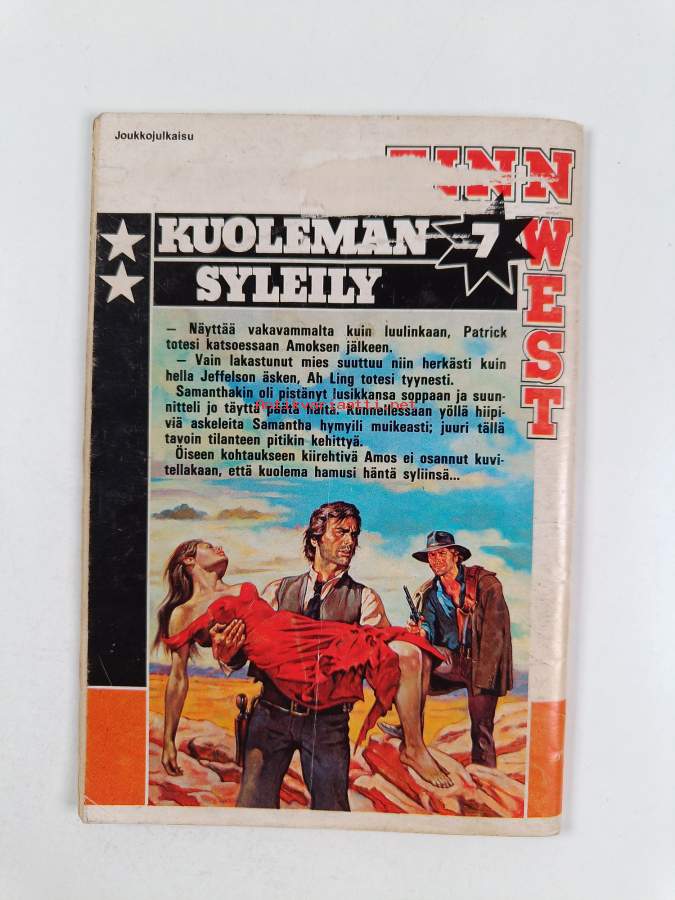 Joukkojulkaisu
FINN
WEST
KUOLEMAN 7
SYLEILY
— Näyttää vakavammalta kuin luulinkaan, Patrick
totesi katsoessaan Amoksen jälkeen.
— Vain lakastunut mies suuttuu niin herkästi kuin
hella Jeffelson äsken, Ah Ling totesi tyynesti.
Samanthakin oli pistänyt lusikkansa soppaan ja suun-
nitteli jo täyttä päätä häitä. Kunnellessaan yöllä hiipi-
viä askeleita Samantha hymyili muikeasti; juuri tällä
tavoin tilanteen pitikin kehittyä.
Öiseen kohtaukseen kiirehtivä Amos ei osannut kuvi-
tellakaan, että kuolema hamusi häntä syliinsä...